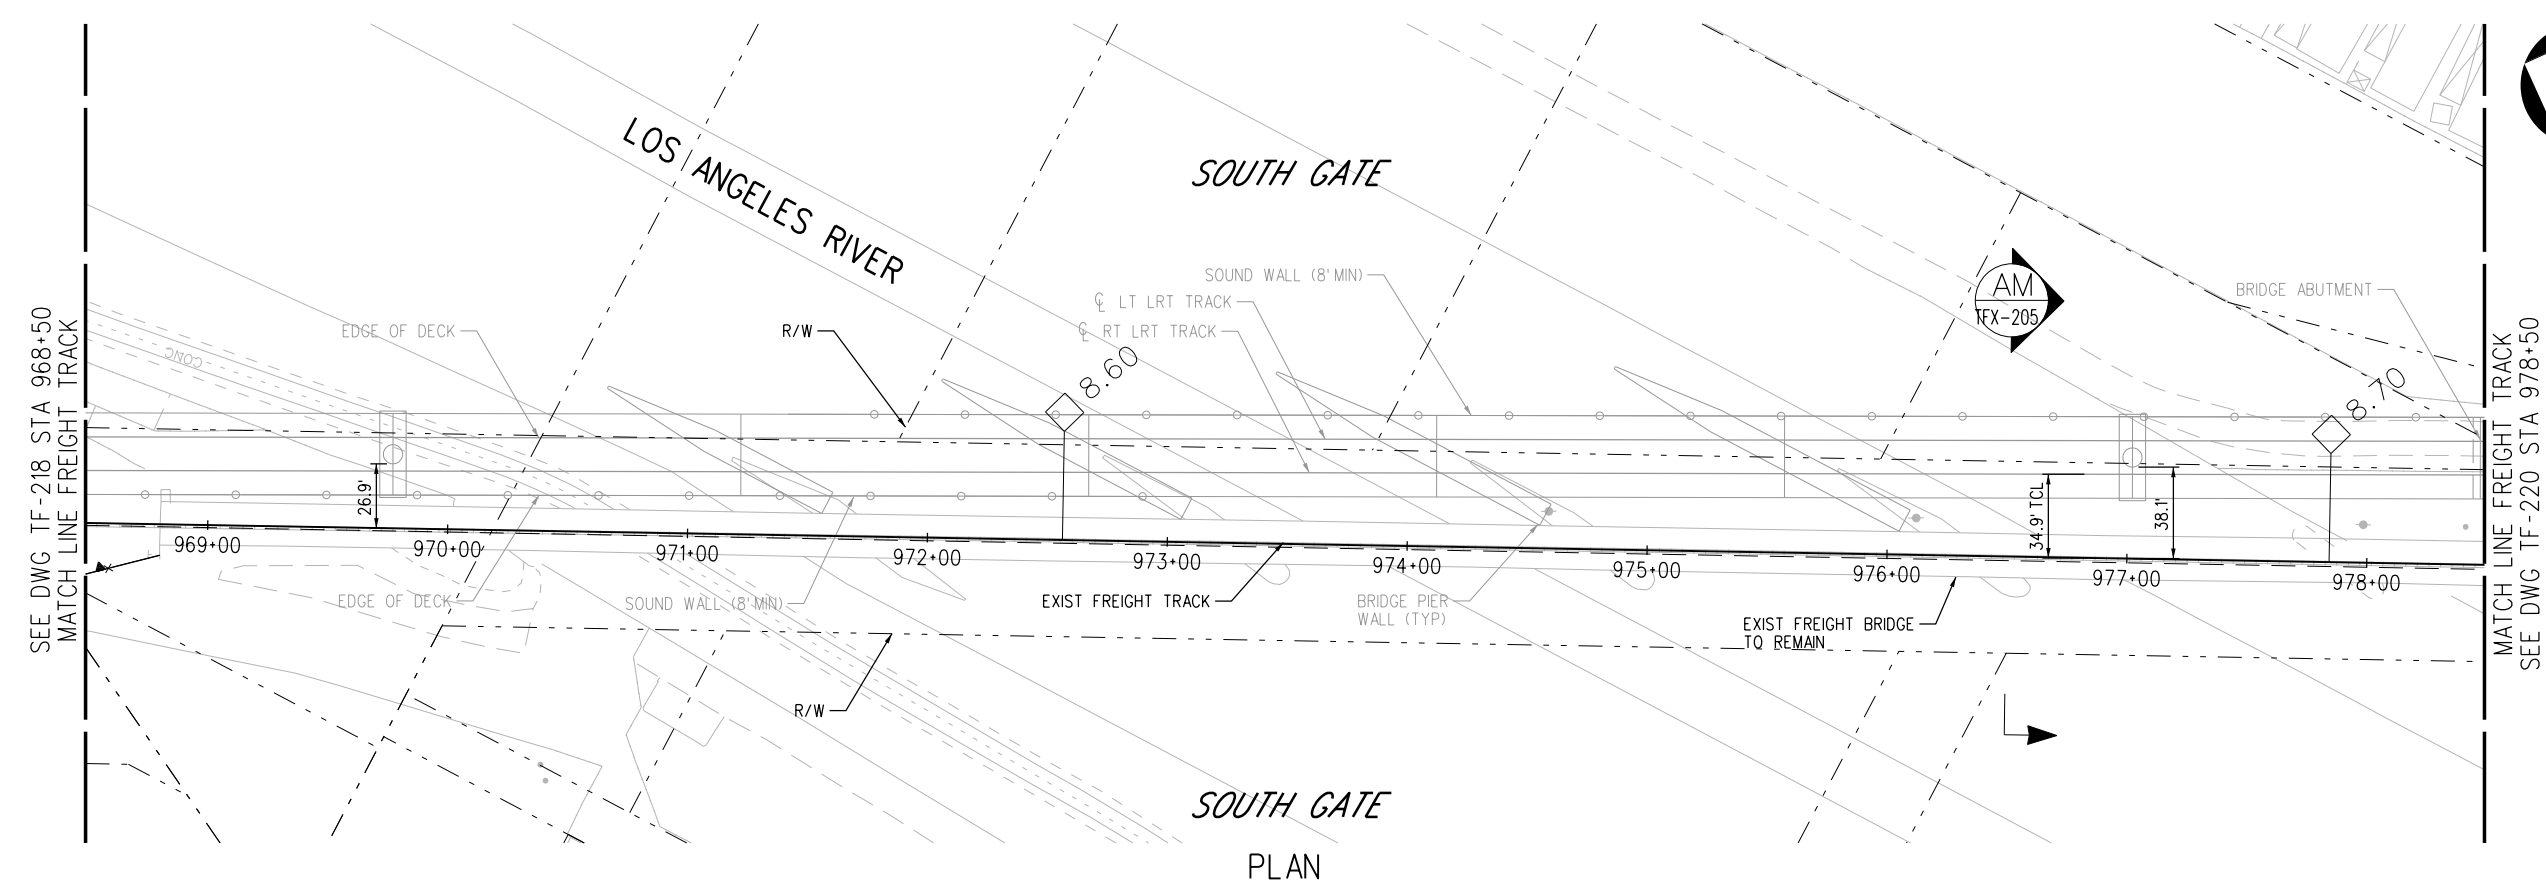 LOS ANGELES RIVER
SOUTH GATE
SOUND WALL (8' MIN)
℄ LT LRT TRACK
℄ RT LRT TRACK
AM
TFX-205
BRIDGE ABUTMENT
EDGE OF DECK
R/W
CONC
8.60
8.70
SEE DWG TF-218 STA 968+50
MATCH LINE FREIGHT TRACK
MATCH LINE FREIGHT TRACK
SEE DWG TF-220 STA 978+50
26.9'
34.9' TCL
38.1'
969+00
970+00
971+00
972+00
973+00
974+00
975+00
976+00
977+00
978+00
EDGE OF DECK
SOUND WALL (8' MIN)
EXIST FREIGHT TRACK
BRIDGE PIER
WALL (TYP)
EXIST FREIGHT BRIDGE
TO REMAIN
R/W
SOUTH GATE
PLAN